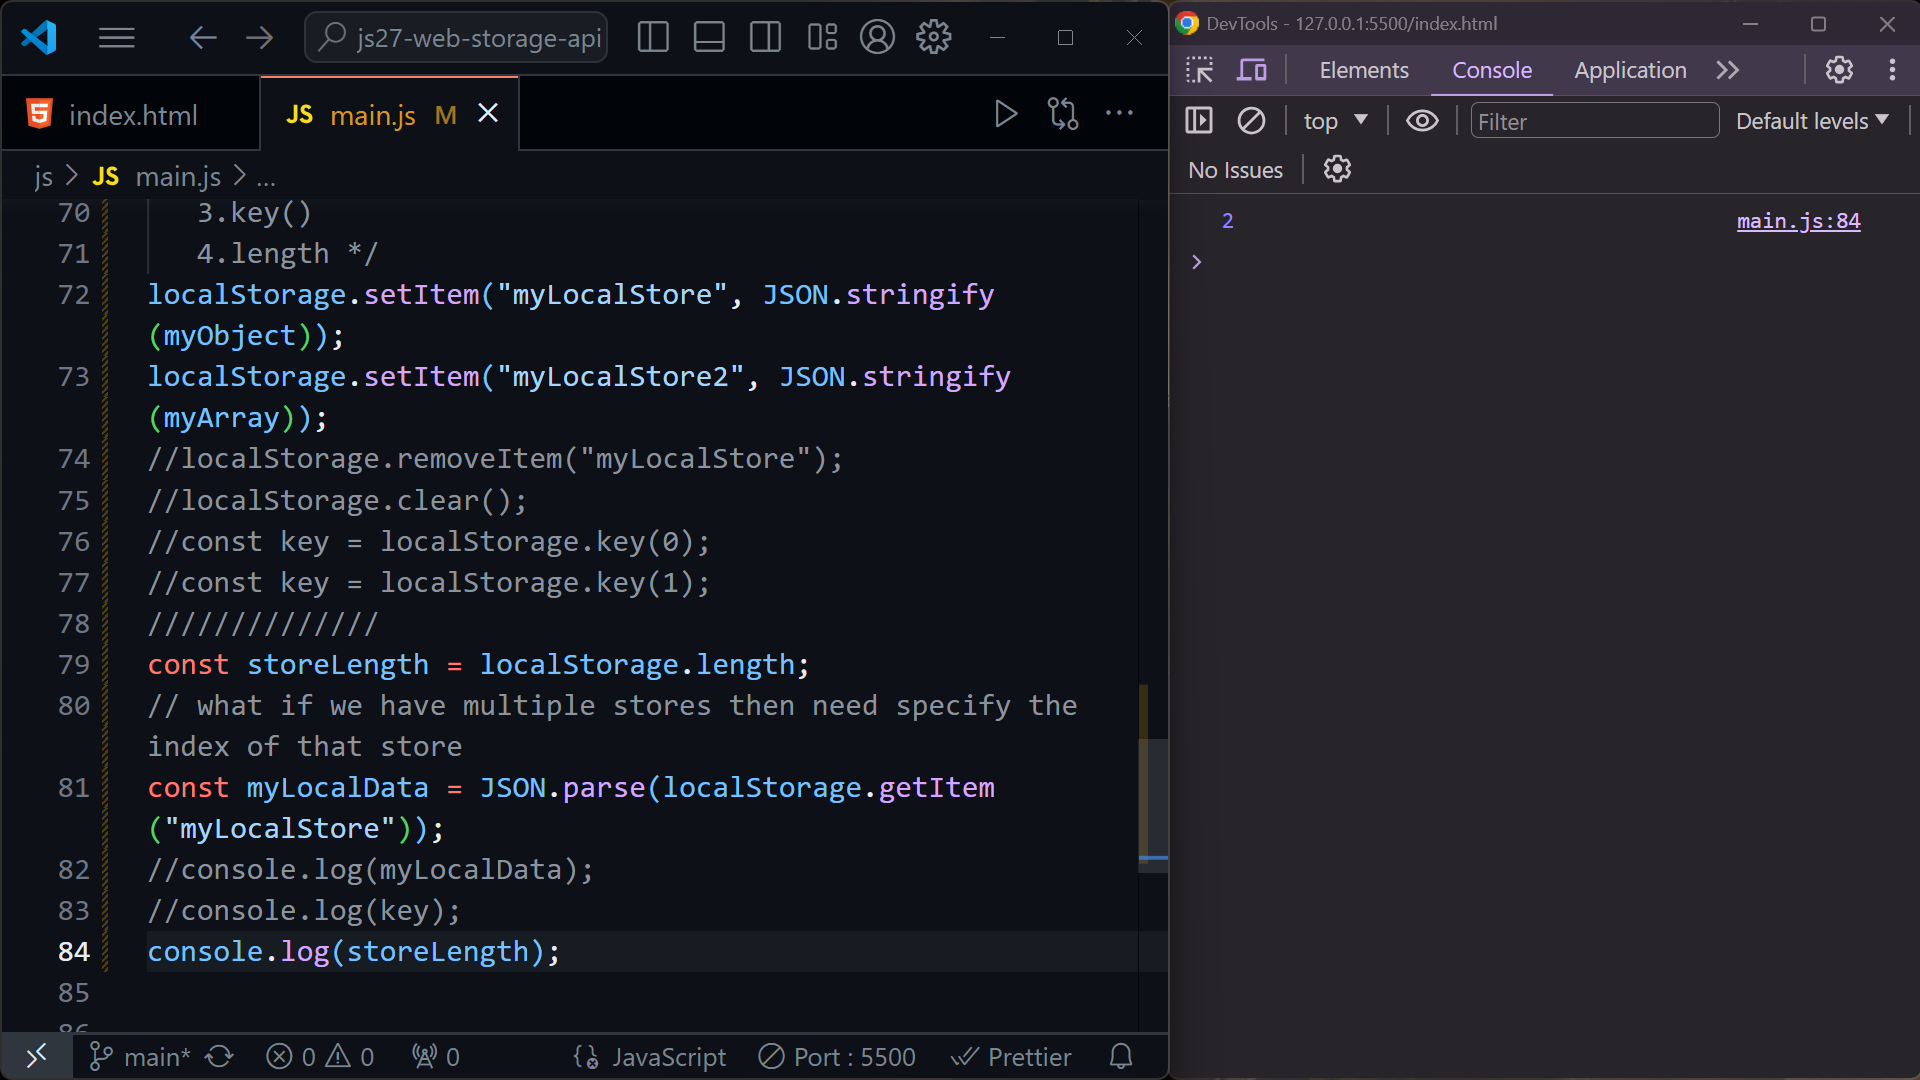 js27-web-storage-api
index.html
JS main.js M
js > JS main.js > ...
70 3.key()
71 4.length */
72 localStorage.setItem("myLocalStore", JSON.stringify
(myObject));
73 localStorage.setItem("myLocalStore2", JSON.stringify
(myArray));
74 //localStorage.removeItem("myLocalStore");
75 //localStorage.clear();
76 //const key = localStorage.key(0);
77 //const key = localStorage.key(1);
78 //////////////
79 const storeLength = localStorage.length;
80 // what if we have multiple stores then need specify the
index of that store
81 const myLocalData = JSON.parse(localStorage.getItem
("myLocalStore"));
82 //console.log(myLocalData);
83 //console.log(key);
84 console.log(storeLength);
85
86
main* 0 0 0 JavaScript Port : 5500 Prettier
DevTools - 127.0.0.1:5500/index.html
Elements Console Application
top Filter Default levels
No Issues
2 main.js:84